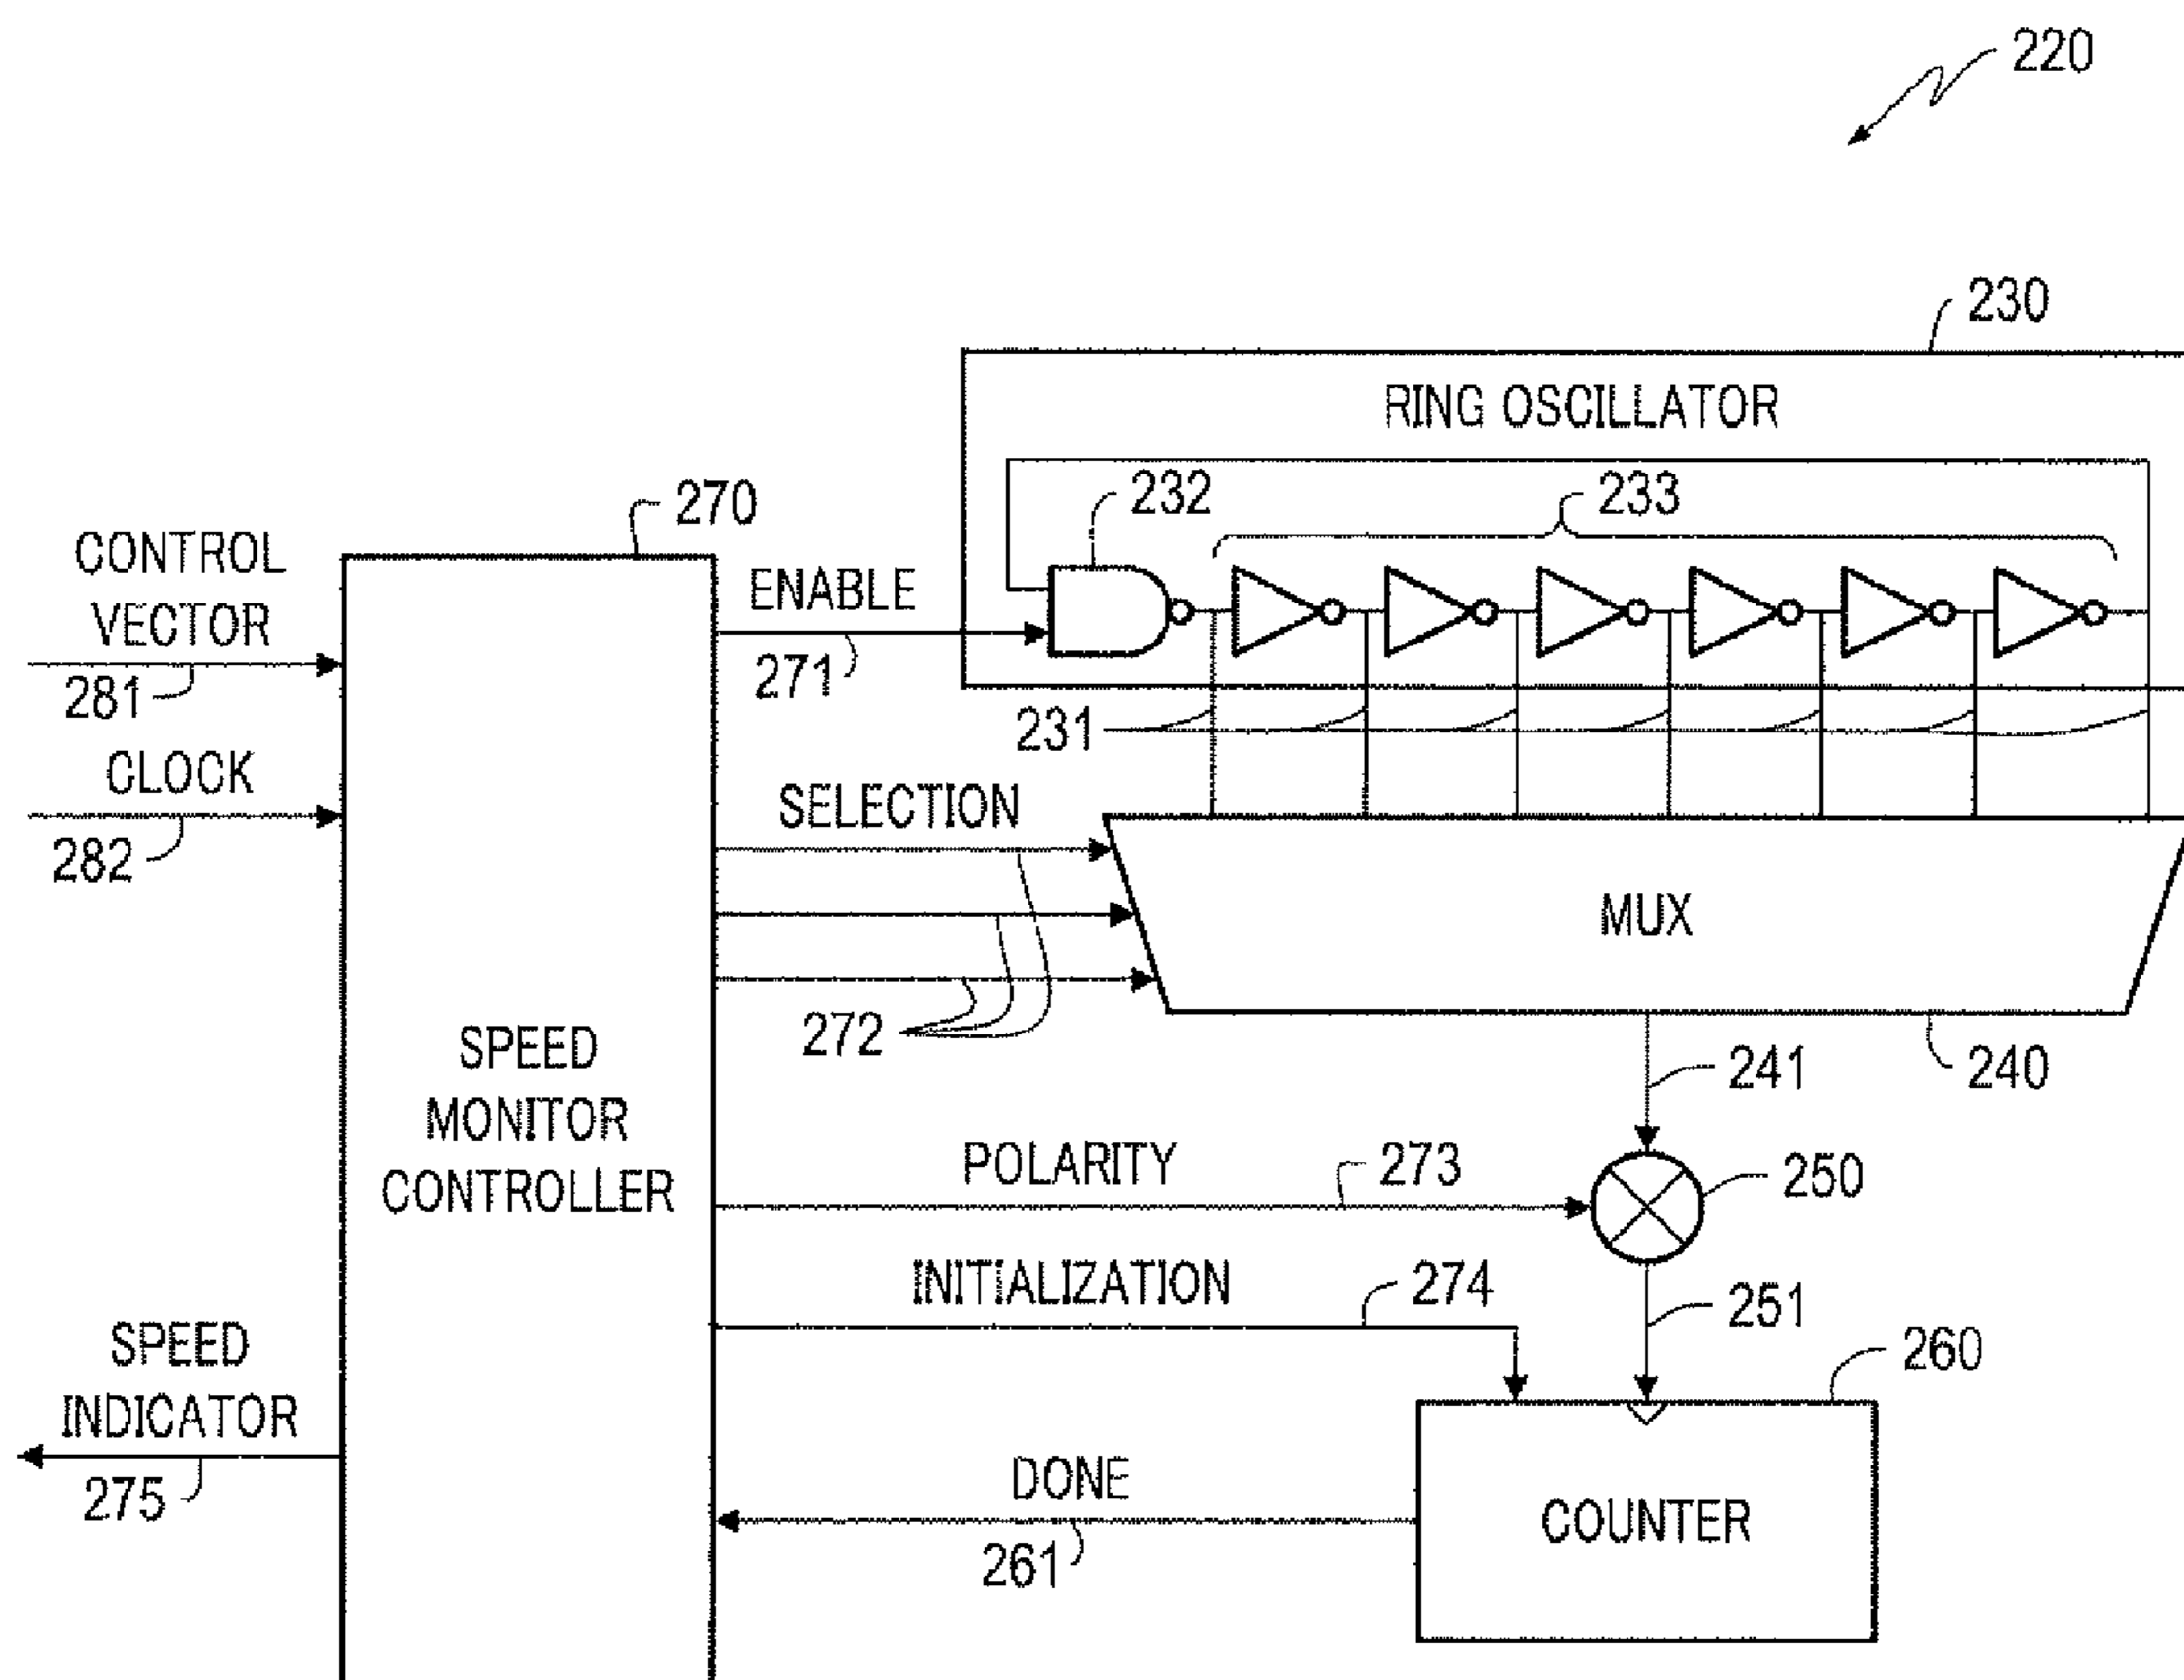 220
230
RING OSCILLATOR
232
233
270
CONTROL
VECTOR
281
ENABLE
271
231
CLOCK
282
SELECTION
272
MUX
SPEED
MONITOR
CONTROLLER
241
240
POLARITY
273
250
INITIALIZATION
274
251
260
SPEED
INDICATOR
275
DONE
261
COUNTER